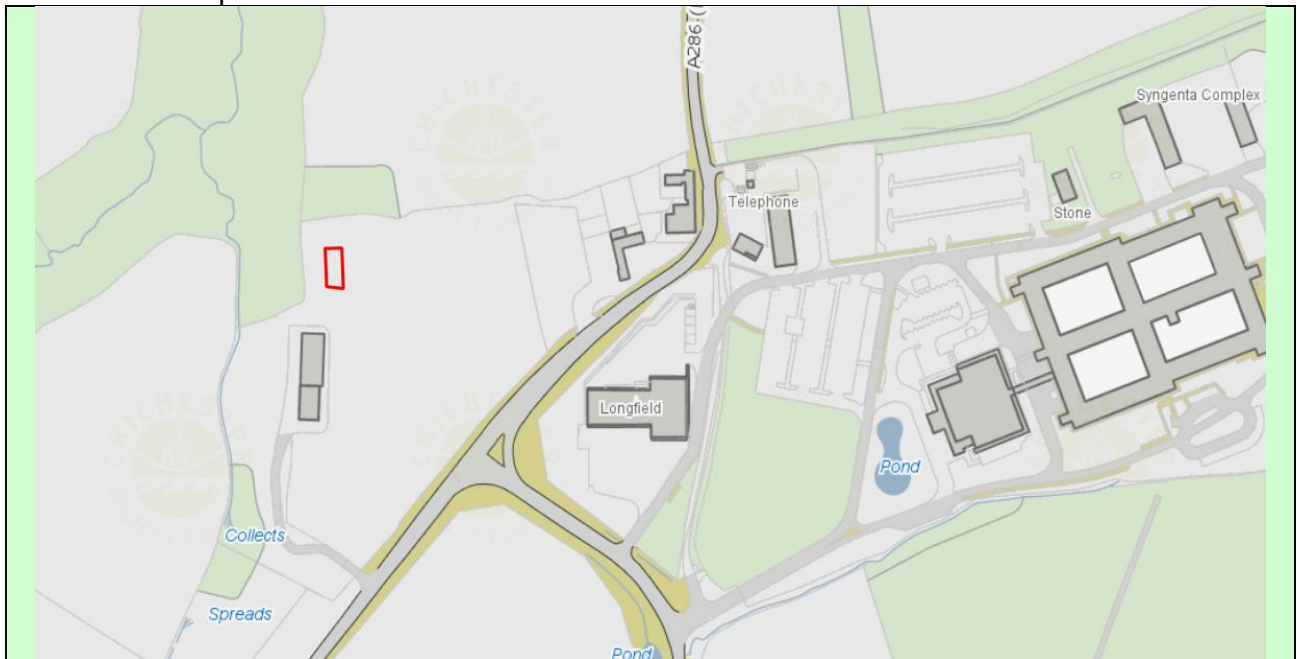 A286 (
Syngenta Complex
Telephone
Stone
Longfield
Pond
Collects
Spreads
Pond